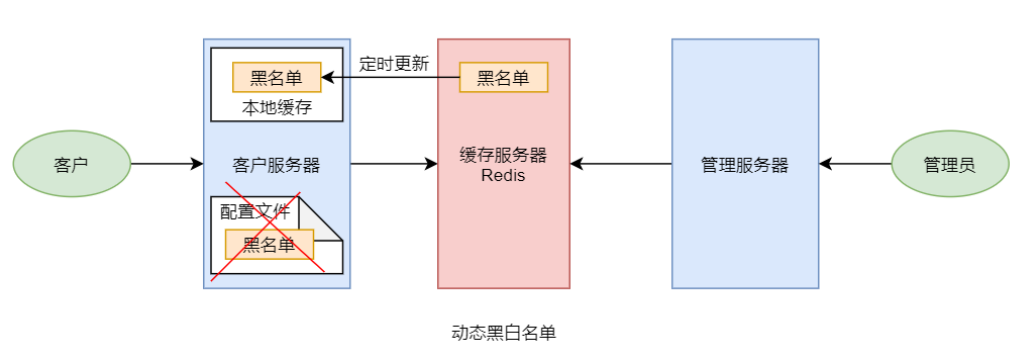 黑名单
定时更新
黑名单
本地缓存
客户
客户服务器
缓存服务器
Redis
管理服务器
管理员
配置文件
黑名单
动态黑白名单